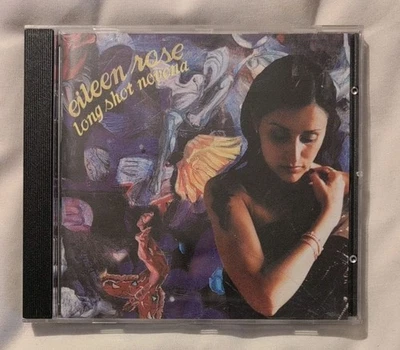 eileen rose
long shot novena